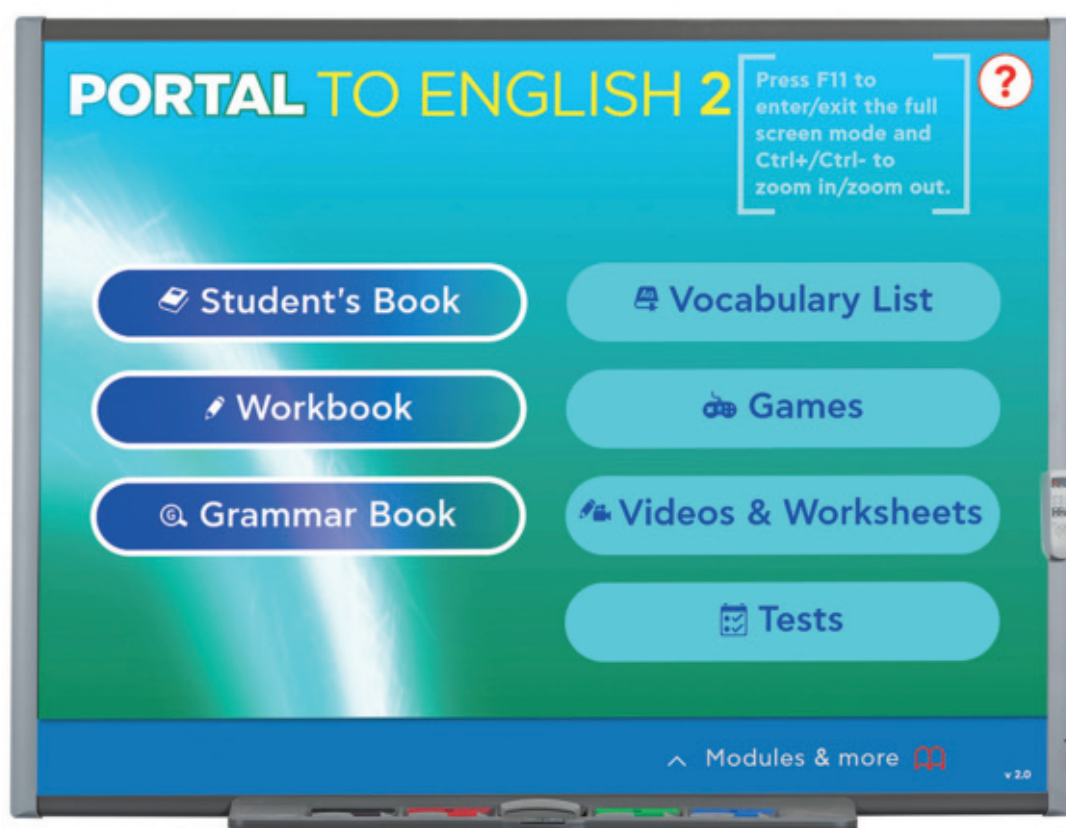 PORTAL TO ENGLISH 2
Press F11 to
enter/exit the full
screen mode and
Ctrl+/Ctrl- to
zoom in/zoom out.
?
Student's Book
Workbook
Grammar Book
Vocabulary List
Games
Videos & Worksheets
Tests
Modules & more
v 2.0